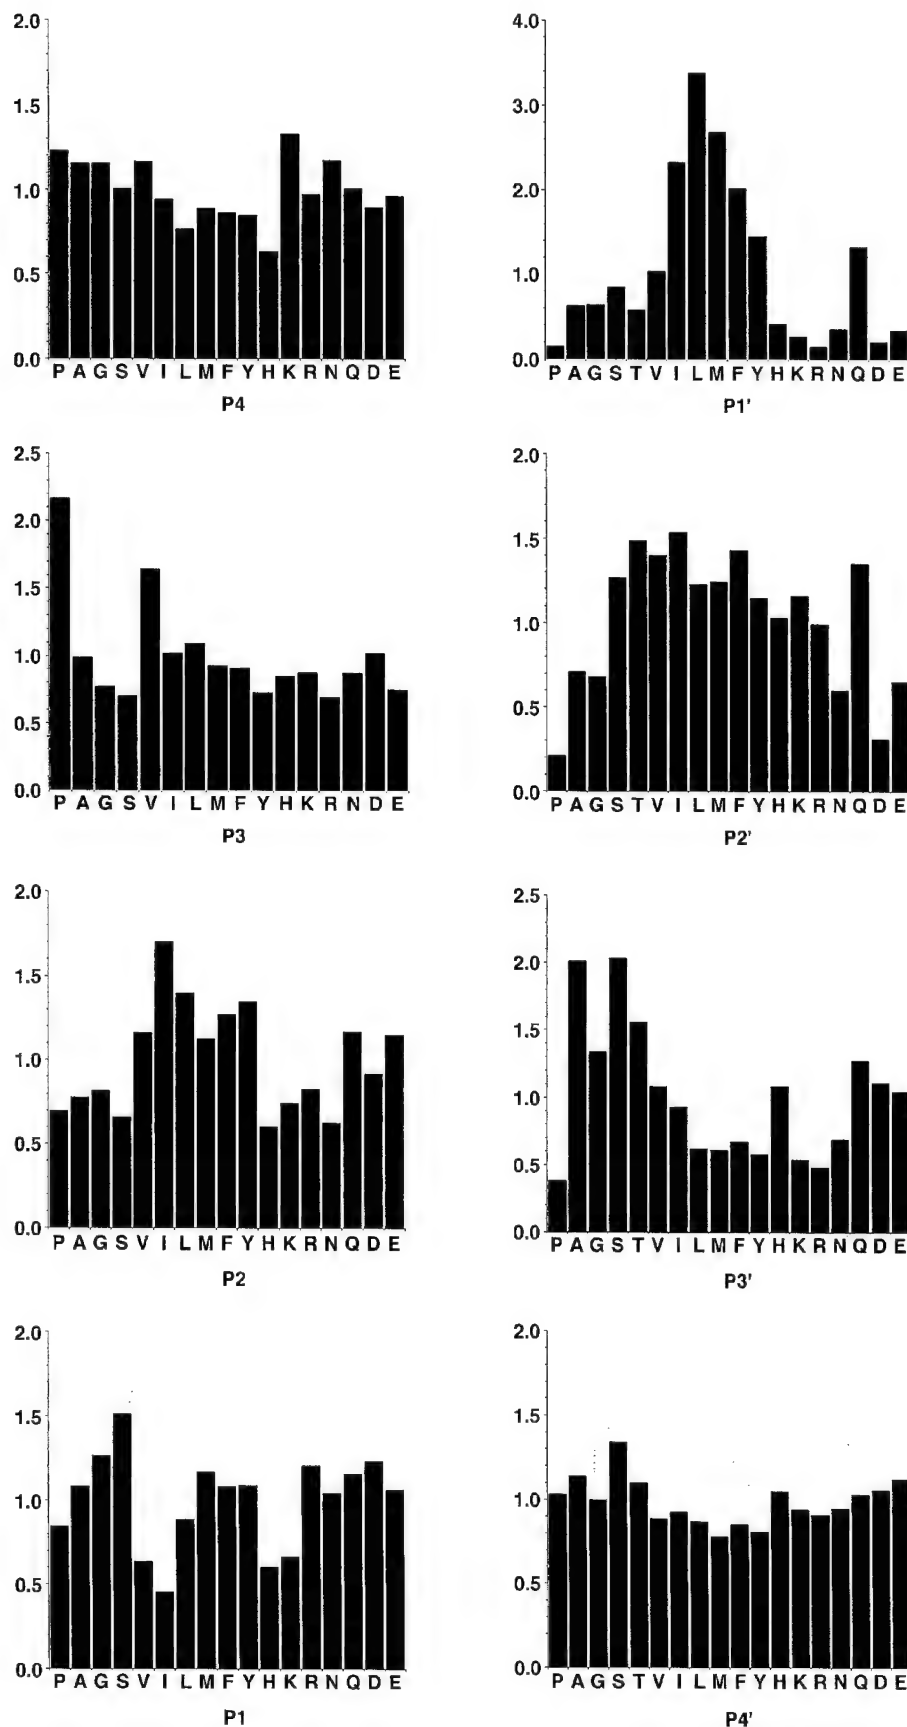 2.0
1.5
1.0
0.5
0.0
P A G S V I L M F Y H K R N Q D E
P4
4.0
3.0
2.0
1.0
0.0
P A G S T V I L M F Y H K R N Q D E
P1'
2.5
2.0
1.5
1.0
0.5
0.0
P A G S V I L M F Y H K R N D E
P3
2.0
1.5
1.0
0.5
0.0
P A G S T V I L M F Y H K R N Q D E
P2'
2.0
1.5
1.0
0.5
0.0
P A G S V I L M F Y H K R N Q D E
P2
2.5
2.0
1.5
1.0
0.5
0.0
P A G S T V I L M F Y H K R N Q D E
P3'
2.0
1.5
1.0
0.5
0.0
P A G S V I L M F Y H K R N Q D E
P1
2.0
1.5
1.0
0.5
0.0
P A G S T V I L M F Y H K R N Q D E
P4'